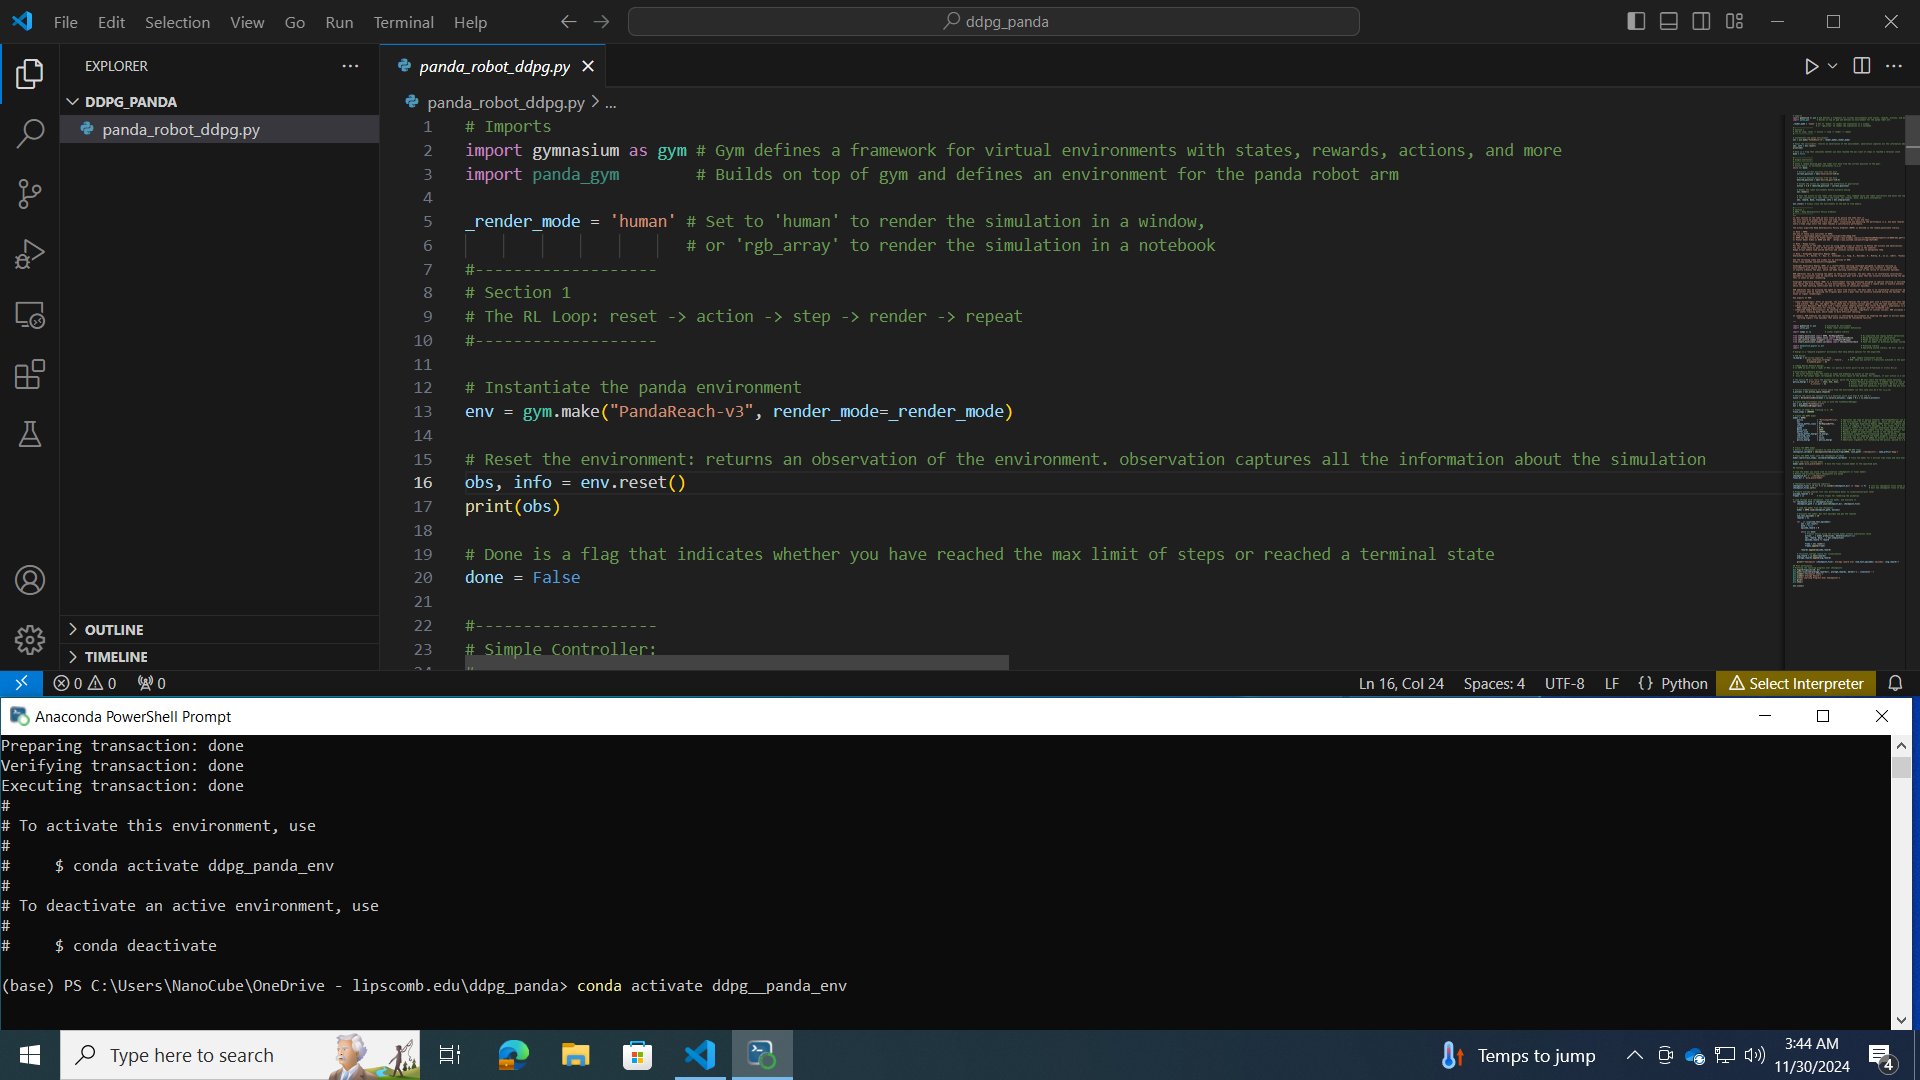 File Edit Selection View Go Run Terminal Help
ddpg_panda
EXPLORER
DDPG_PANDA
panda_robot_ddpg.py
OUTLINE
TIMELINE
panda_robot_ddpg.py
panda_robot_ddpg.py > ...
1 # Imports
2 import gymnasium as gym # Gym defines a framework for virtual environments with states, rewards, actions, and more
3 import panda_gym # Builds on top of gym and defines an environment for the panda robot arm
4
5 _render_mode = 'human' # Set to 'human' to render the simulation in a window,
6 # or 'rgb_array' to render the simulation in a notebook
7 #-------------------
8 # Section 1
9 # The RL Loop: reset -> action -> step -> render -> repeat
10 #-------------------
11
12 # Instantiate the panda environment
13 env = gym.make("PandaReach-v3", render_mode=_render_mode)
14
15 # Reset the environment: returns an observation of the environment. observation captures all the information about the simulation
16 obs, info = env.reset()
17 print(obs)
18
19 # Done is a flag that indicates whether you have reached the max limit of steps or reached a terminal state
20 done = False
21
22 #-------------------
23 # Simple Controller:
0 0 0
Ln 16, Col 24 Spaces: 4 UTF-8 LF {} Python Select Interpreter
Anaconda PowerShell Prompt
Preparing transaction: done
Verifying transaction: done
Executing transaction: done
#
# To activate this environment, use
#
# $ conda activate ddpg_panda_env
#
# To deactivate an active environment, use
#
# $ conda deactivate
(base) PS C:\Users\NanoCube\OneDrive - lipscomb.edu\ddpg_panda> conda activate ddpg__panda_env
Type here to search
Temps to jump
3:44 AM
11/30/2024
4